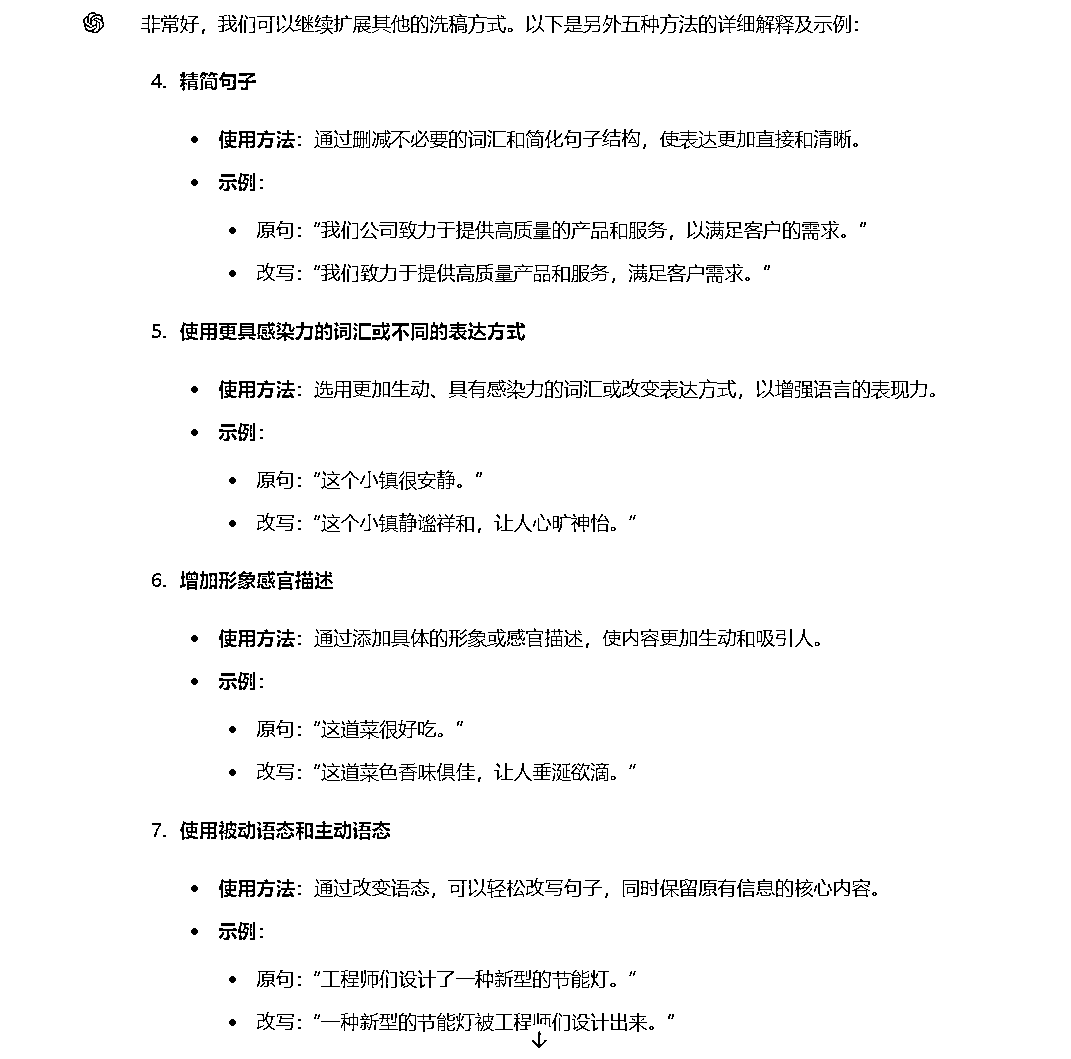 非常好，我们可以继续扩展其他的洗稿方式。以下是另外五种方法的详细解释及示例：
4. 精简句子
• 使用方法：通过删减不必要的词汇和简化句子结构，使表达更加直接和清晰。
• 示例：
• 原句：“我们公司致力于提供高质量的产品和服务，以满足客户的需求。”
• 改写：“我们致力于提供高质量产品和服务，满足客户需求。”
5. 使用更具感染力的词汇或不同的表达方式
• 使用方法：选用更加生动、具有感染力的词汇或改变表达方式，以增强语言的表现力。
• 示例：
• 原句：“这个小镇很安静。”
• 改写：“这个小镇静谧祥和，让人心旷神怡。”
6. 增加形象感官描述
• 使用方法：通过添加具体的形象或感官描述，使内容更加生动和吸引人。
• 示例：
• 原句：“这道菜很好吃。”
• 改写：“这道菜色香味俱佳，让人垂涎欲滴。”
7. 使用被动语态和主动语态
• 使用方法：通过改变语态，可以轻松改写句子，同时保留原有信息的核心内容。
• 示例：
• 原句：“工程师们设计了一种新型的节能灯。”
• 改写：“一种新型的节能灯被工程师们设计出来。”